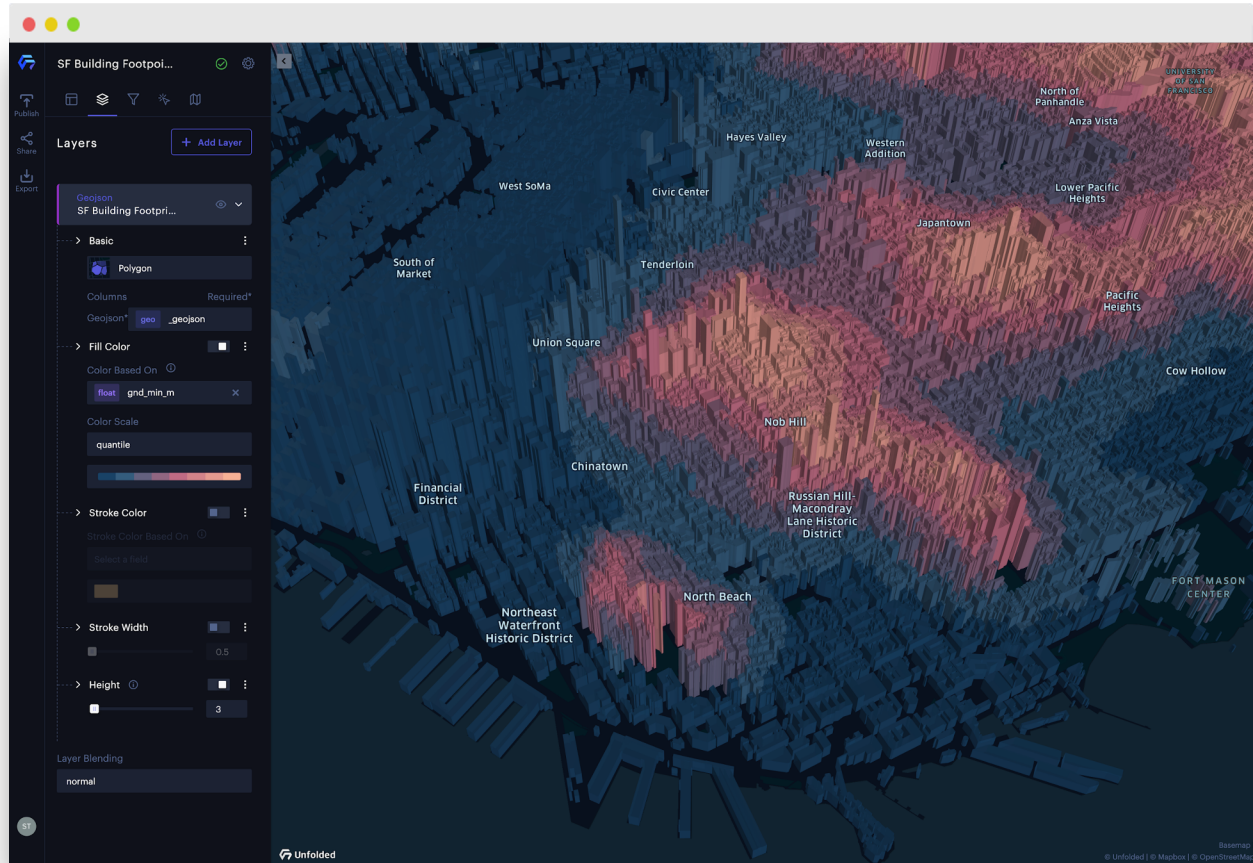 SF Building Footpoi...
Publish
Share
Export
Layers
+ Add Layer
Geojson
SF Building Footpri...
Basic
Polygon
Columns
Required*
Geojson*
geo
_geojson
Fill Color
Color Based On
float
gnd_min_m
Color Scale
quantile
Stroke Color
Stroke Color Based On
Select a field
Stroke Width
0.5
Height
3
Layer Blending
normal
ST
UNIVERSITY
OF SAN
FRANCISCO
North of
Panhandle
Anza Vista
Hayes Valley
Western
Addition
West SoMa
Civic Center
Lower Pacific
Heights
Japantown
South of
Market
Tenderloin
Pacific
Heights
Union Square
Cow Hollow
Nob Hill
Chinatown
Financial
District
Russian Hill-
Macondray
Lane Historic
District
FORT MASON
CENTER
North Beach
Northeast
Waterfront
Historic District
Unfolded
Basemap
© Unfolded | © Mapbox | © OpenStreetMap